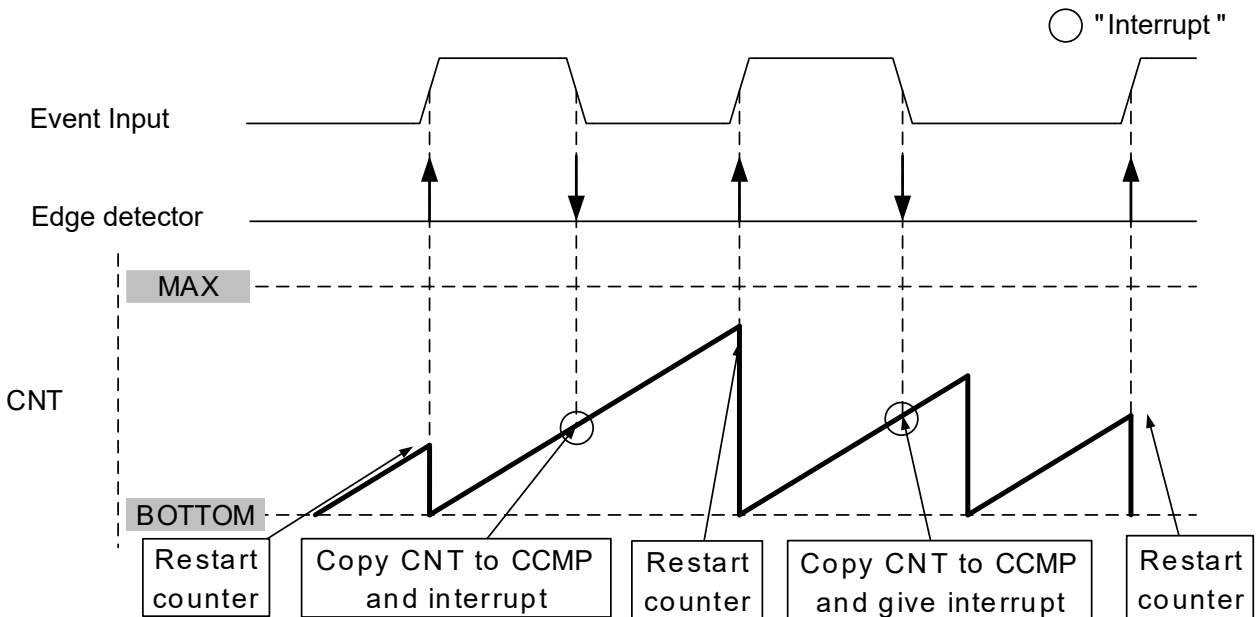 "Interrupt"
Event Input
Edge detector
MAX
CNT
BOTTOM
Restart
counter
Copy CNT to CCMP
and interrupt
Restart
counter
Copy CNT to CCMP
and give interrupt
Restart
counter